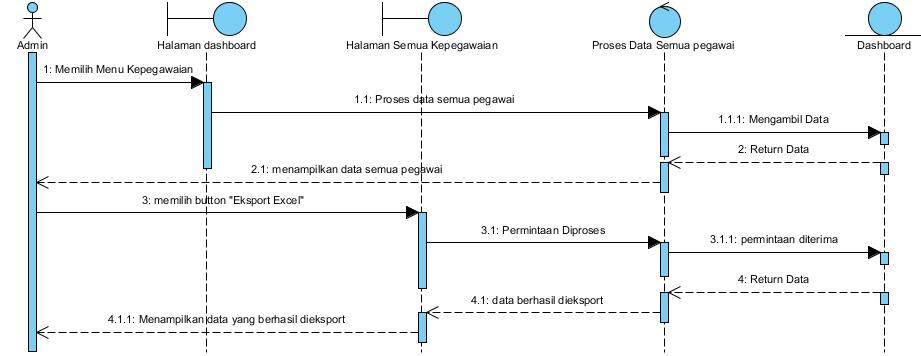 Admin
Halaman dashboard
Halaman Semua Kepegawaian
Proses Data Semua pegawai
Dashboard
1: Memilih Menu Kepegawaian
1.1: Proses data semua pegawai
1.1.1: Mengambil Data
2: Return Data
2.1: menampilkan data semua pegawai
3: memilih button "Eksport Excel"
3.1: Permintaan Diproses
3.1.1: permintaan diterima
4: Return Data
4.1: data berhasil dieksport
4.1.1: Menampilkan data yang berhasil dieksport